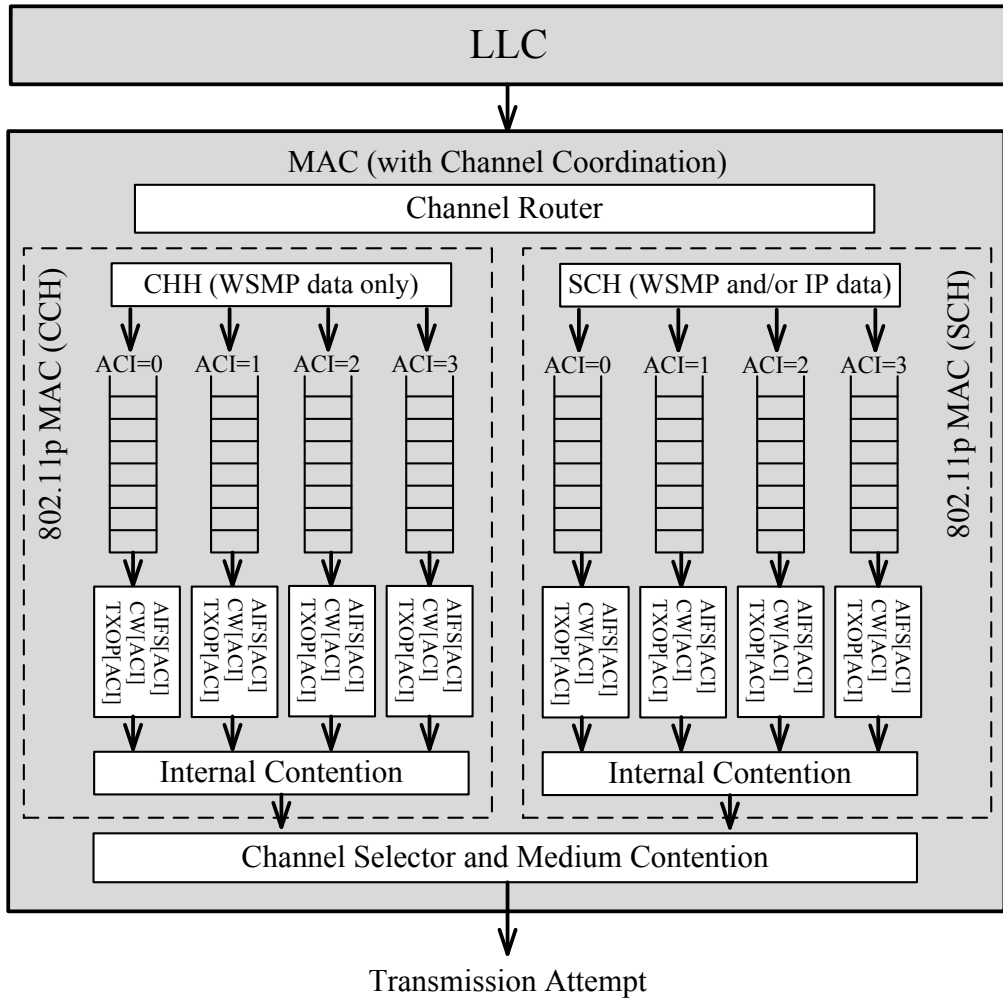 LLC
MAC (with Channel Coordination)
Channel Router
802.11p MAC (CCH)
CHH (WSMP data only)
ACI=0 ACI=1 ACI=2 ACI=3
AIFS[ACI]
CW[ACI]
TXOP[ACI]
AIFS[ACI]
CW[ACI]
TXOP[ACI]
AIFS[ACI]
CW[ACI]
TXOP[ACI]
AIFS[ACI]
CW[ACI]
TXOP[ACI]
Internal Contention
SCH (WSMP and/or IP data)
802.11p MAC (SCH)
ACI=0 ACI=1 ACI=2 ACI=3
AIFS[ACI]
CW[ACI]
TXOP[ACI]
AIFS[ACI]
CW[ACI]
TXOP[ACI]
AIFS[ACI]
CW[ACI]
TXOP[ACI]
AIFS[ACI]
CW[ACI]
TXOP[ACI]
Internal Contention
Channel Selector and Medium Contention
Transmission Attempt